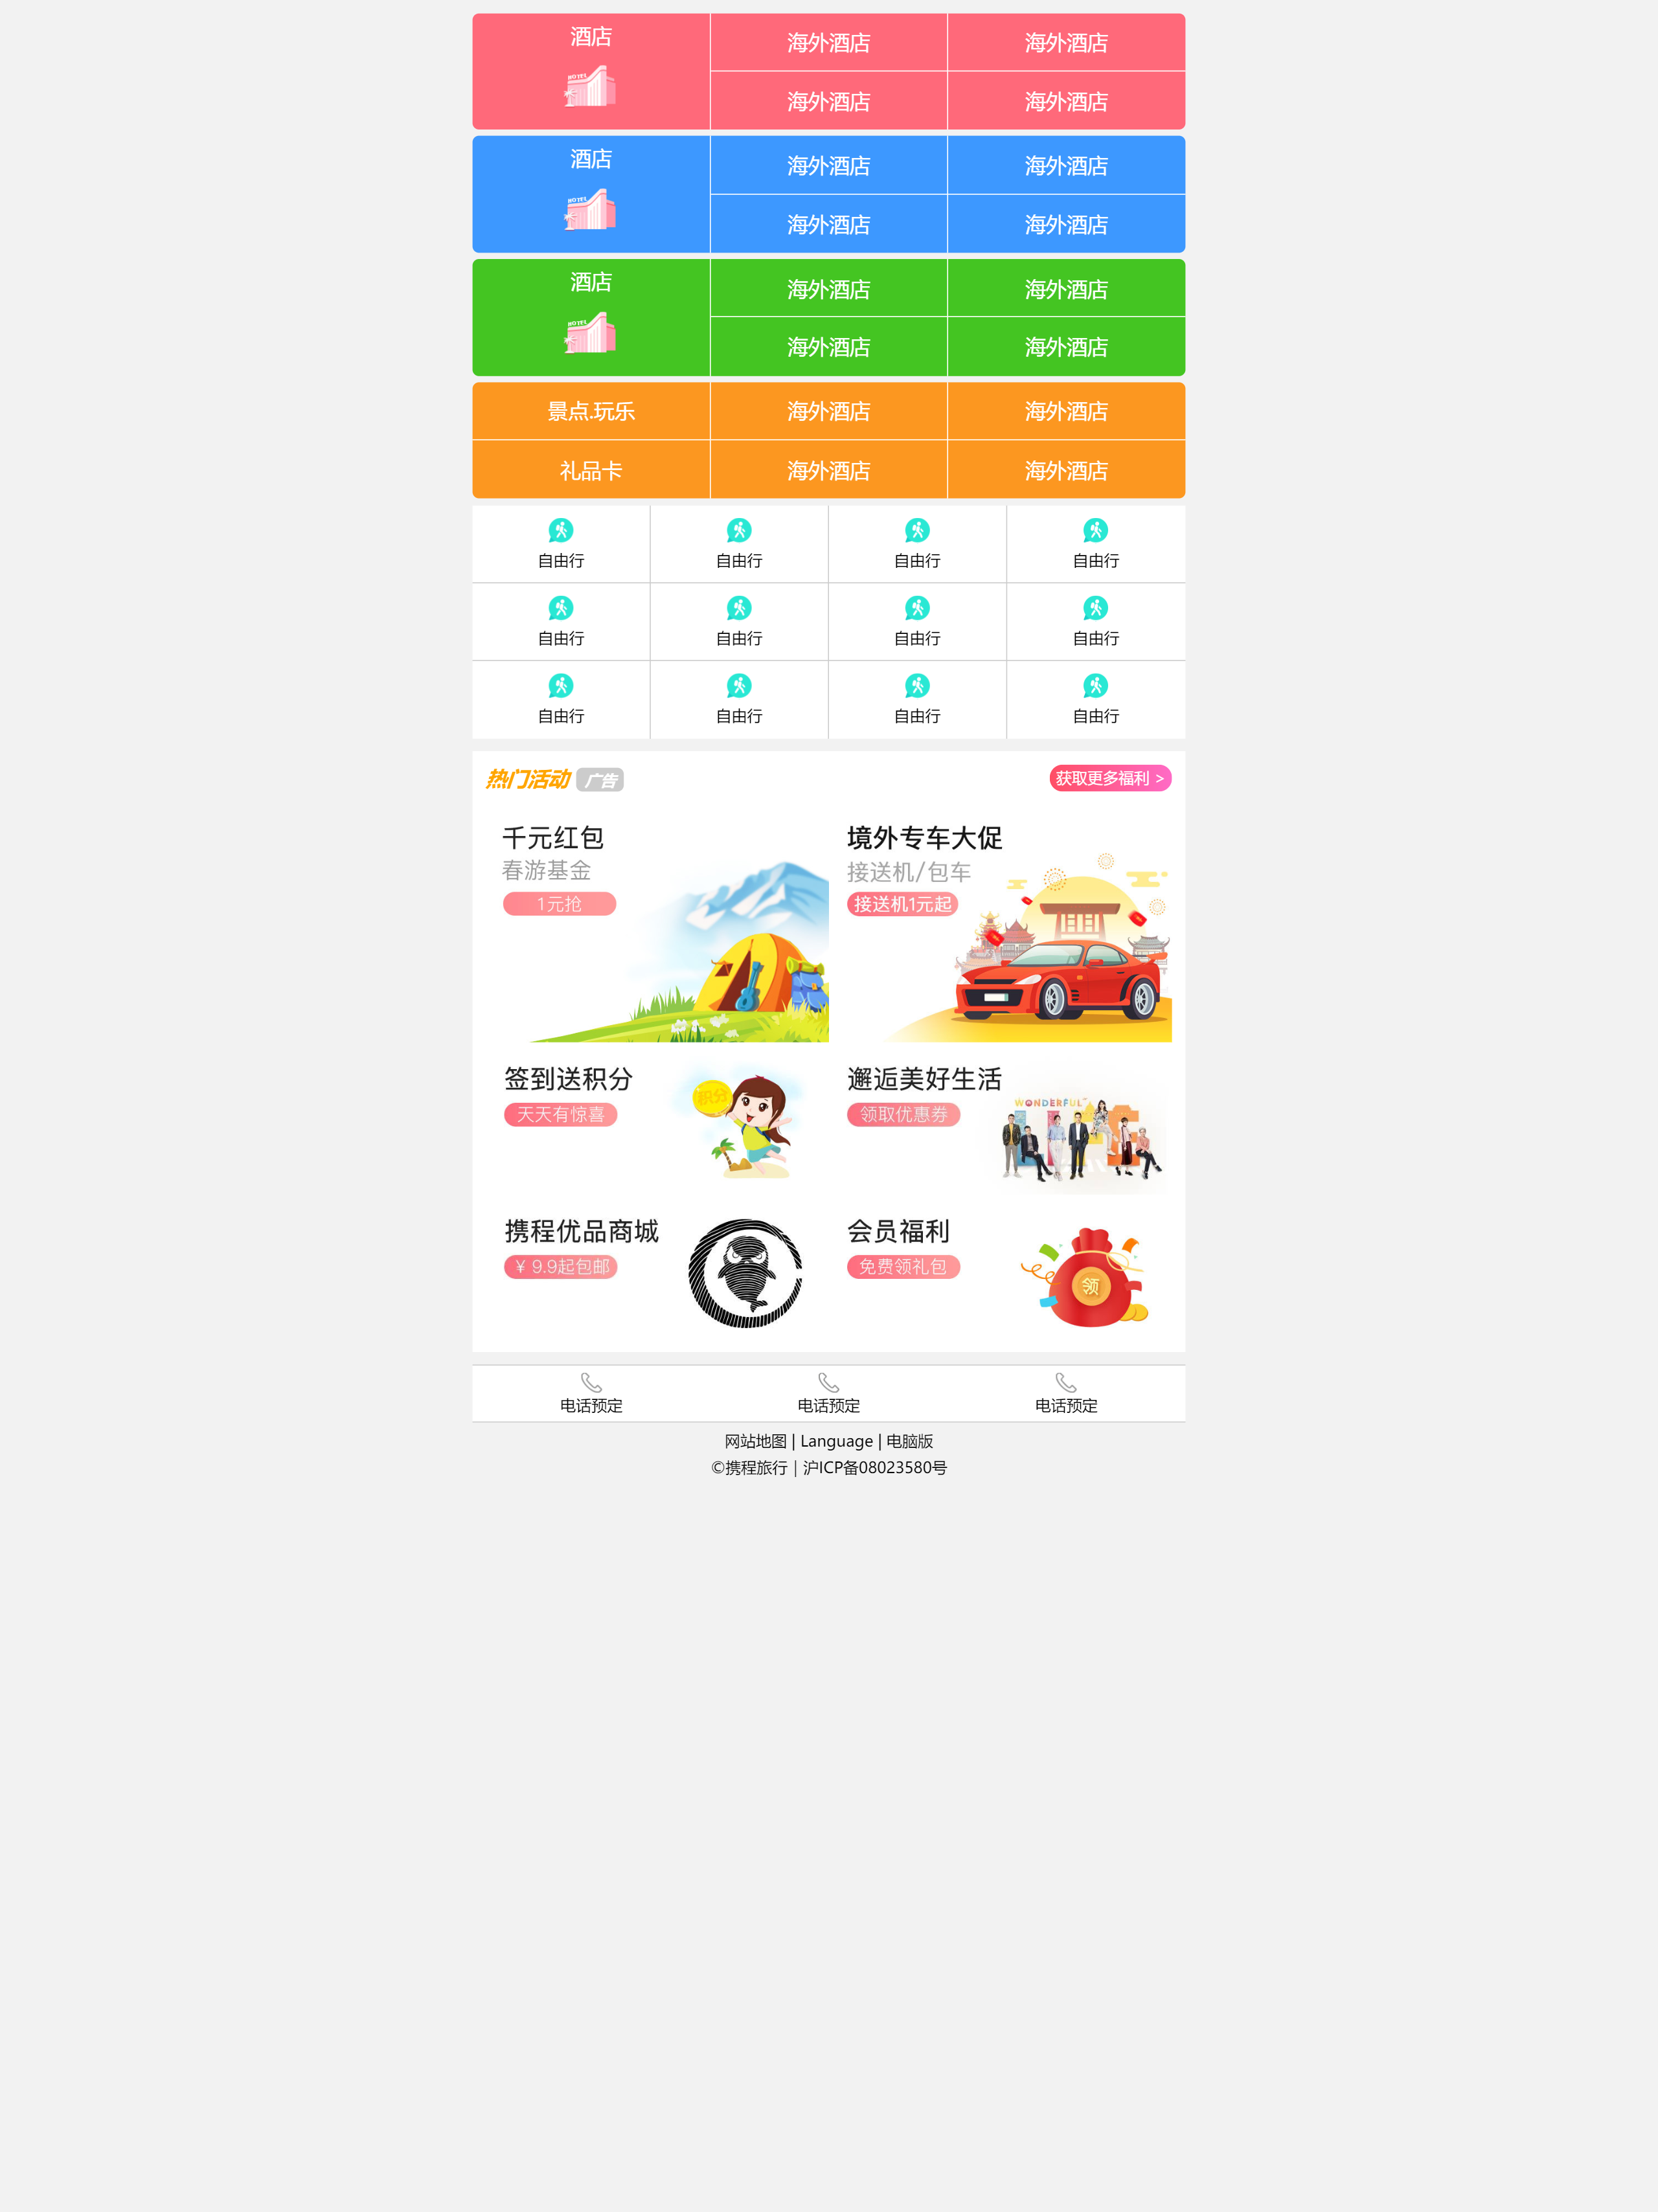 酒店
海外酒店 海外酒店
HOTEL
海外酒店 海外酒店
酒店
海外酒店 海外酒店
HOTEL
海外酒店 海外酒店
酒店
海外酒店 海外酒店
HOTEL
海外酒店 海外酒店
景点.玩乐 海外酒店 海外酒店
礼品卡 海外酒店 海外酒店
自由行 自由行 自由行 自由行
自由行 自由行 自由行 自由行
自由行 自由行 自由行 自由行
热门活动 广告 获取更多福利 >
千元红包
春游基金
1元抢
境外专车大促
接送机/包车
接送机1元起
签到送积分
天天有惊喜
积分
邂逅美好生活
领取优惠券
WONDERFUL
携程优品商城
¥ 9.9起包邮
会员福利
免费领礼包
领
电话预定 电话预定 电话预定
网站地图 | Language | 电脑版
©携程旅行 | 沪ICP备08023580号